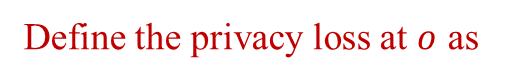 Define the privacy loss at o as